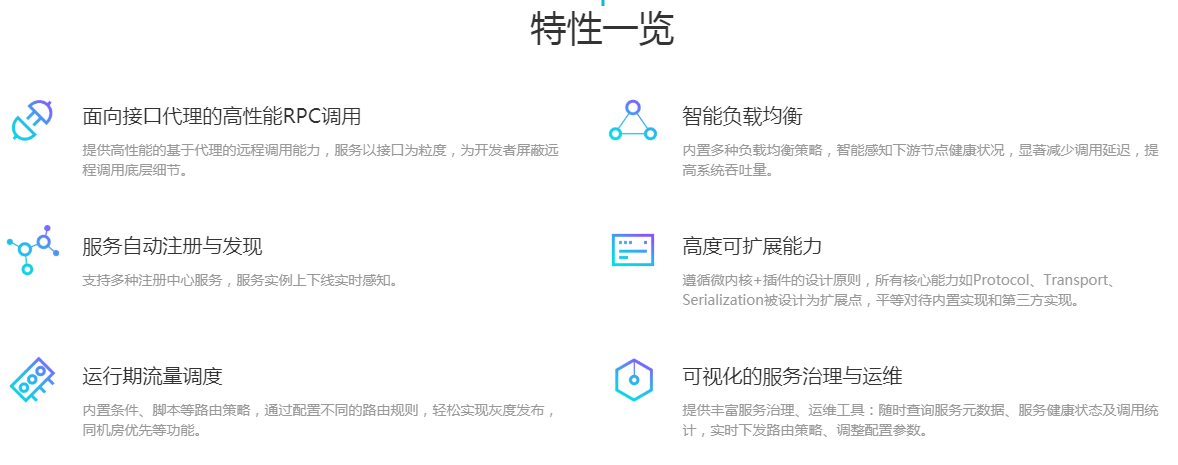 特性一览
面向接口代理的高性能RPC调用
提供高性能的基于代理的远程调用能力，服务以接口为粒度，为开发者屏蔽远
程调用底层细节。
智能负载均衡
内置多种负载均衡策略，智能感知下游节点健康状况，显著减少调用延迟，提
高系统吞吐量。
服务自动注册与发现
支持多种注册中心服务，服务实例上下线实时感知。
高度可扩展能力
遵循微内核+插件的设计原则，所有核心能力如Protocol、Transport、
Serialization被设计为扩展点，平等对待内置实现和第三方实现。
运行期流量调度
内置条件、脚本等路由策略，通过配置不同的路由规则，轻松实现灰度发布，
同机房优先等功能。
可视化的服务治理与运维
提供丰富服务治理、运维工具：随时查询服务元数据、服务健康状态及调用统
计，实时下发路由策略、调整配置参数。